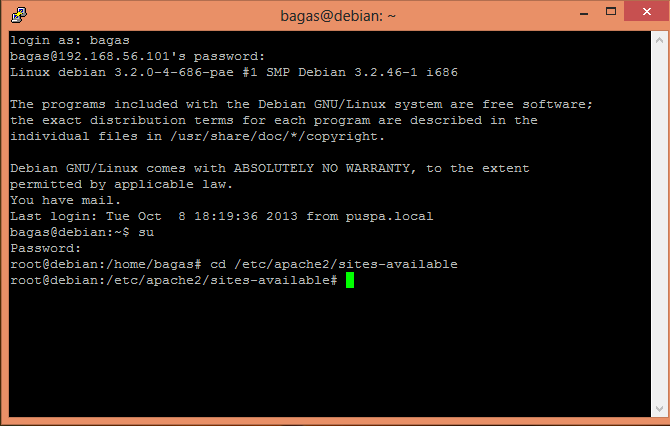 bagas@debian: ~
login as: bagas
bagas@192.168.56.101's password:
Linux debian 3.2.0-4-686-pae #1 SMP Debian 3.2.46-1 i686
The programs included with the Debian GNU/Linux system are free software;
the exact distribution terms for each program are described in the
individual files in /usr/share/doc/*/copyright.
Debian GNU/Linux comes with ABSOLUTELY NO WARRANTY, to the extent
permitted by applicable law.
You have mail.
Last login: Tue Oct  8 18:19:36 2013 from puspa.local
bagas@debian:~$ su
Password:
root@debian:/home/bagas# cd /etc/apache2/sites-available
root@debian:/etc/apache2/sites-available#